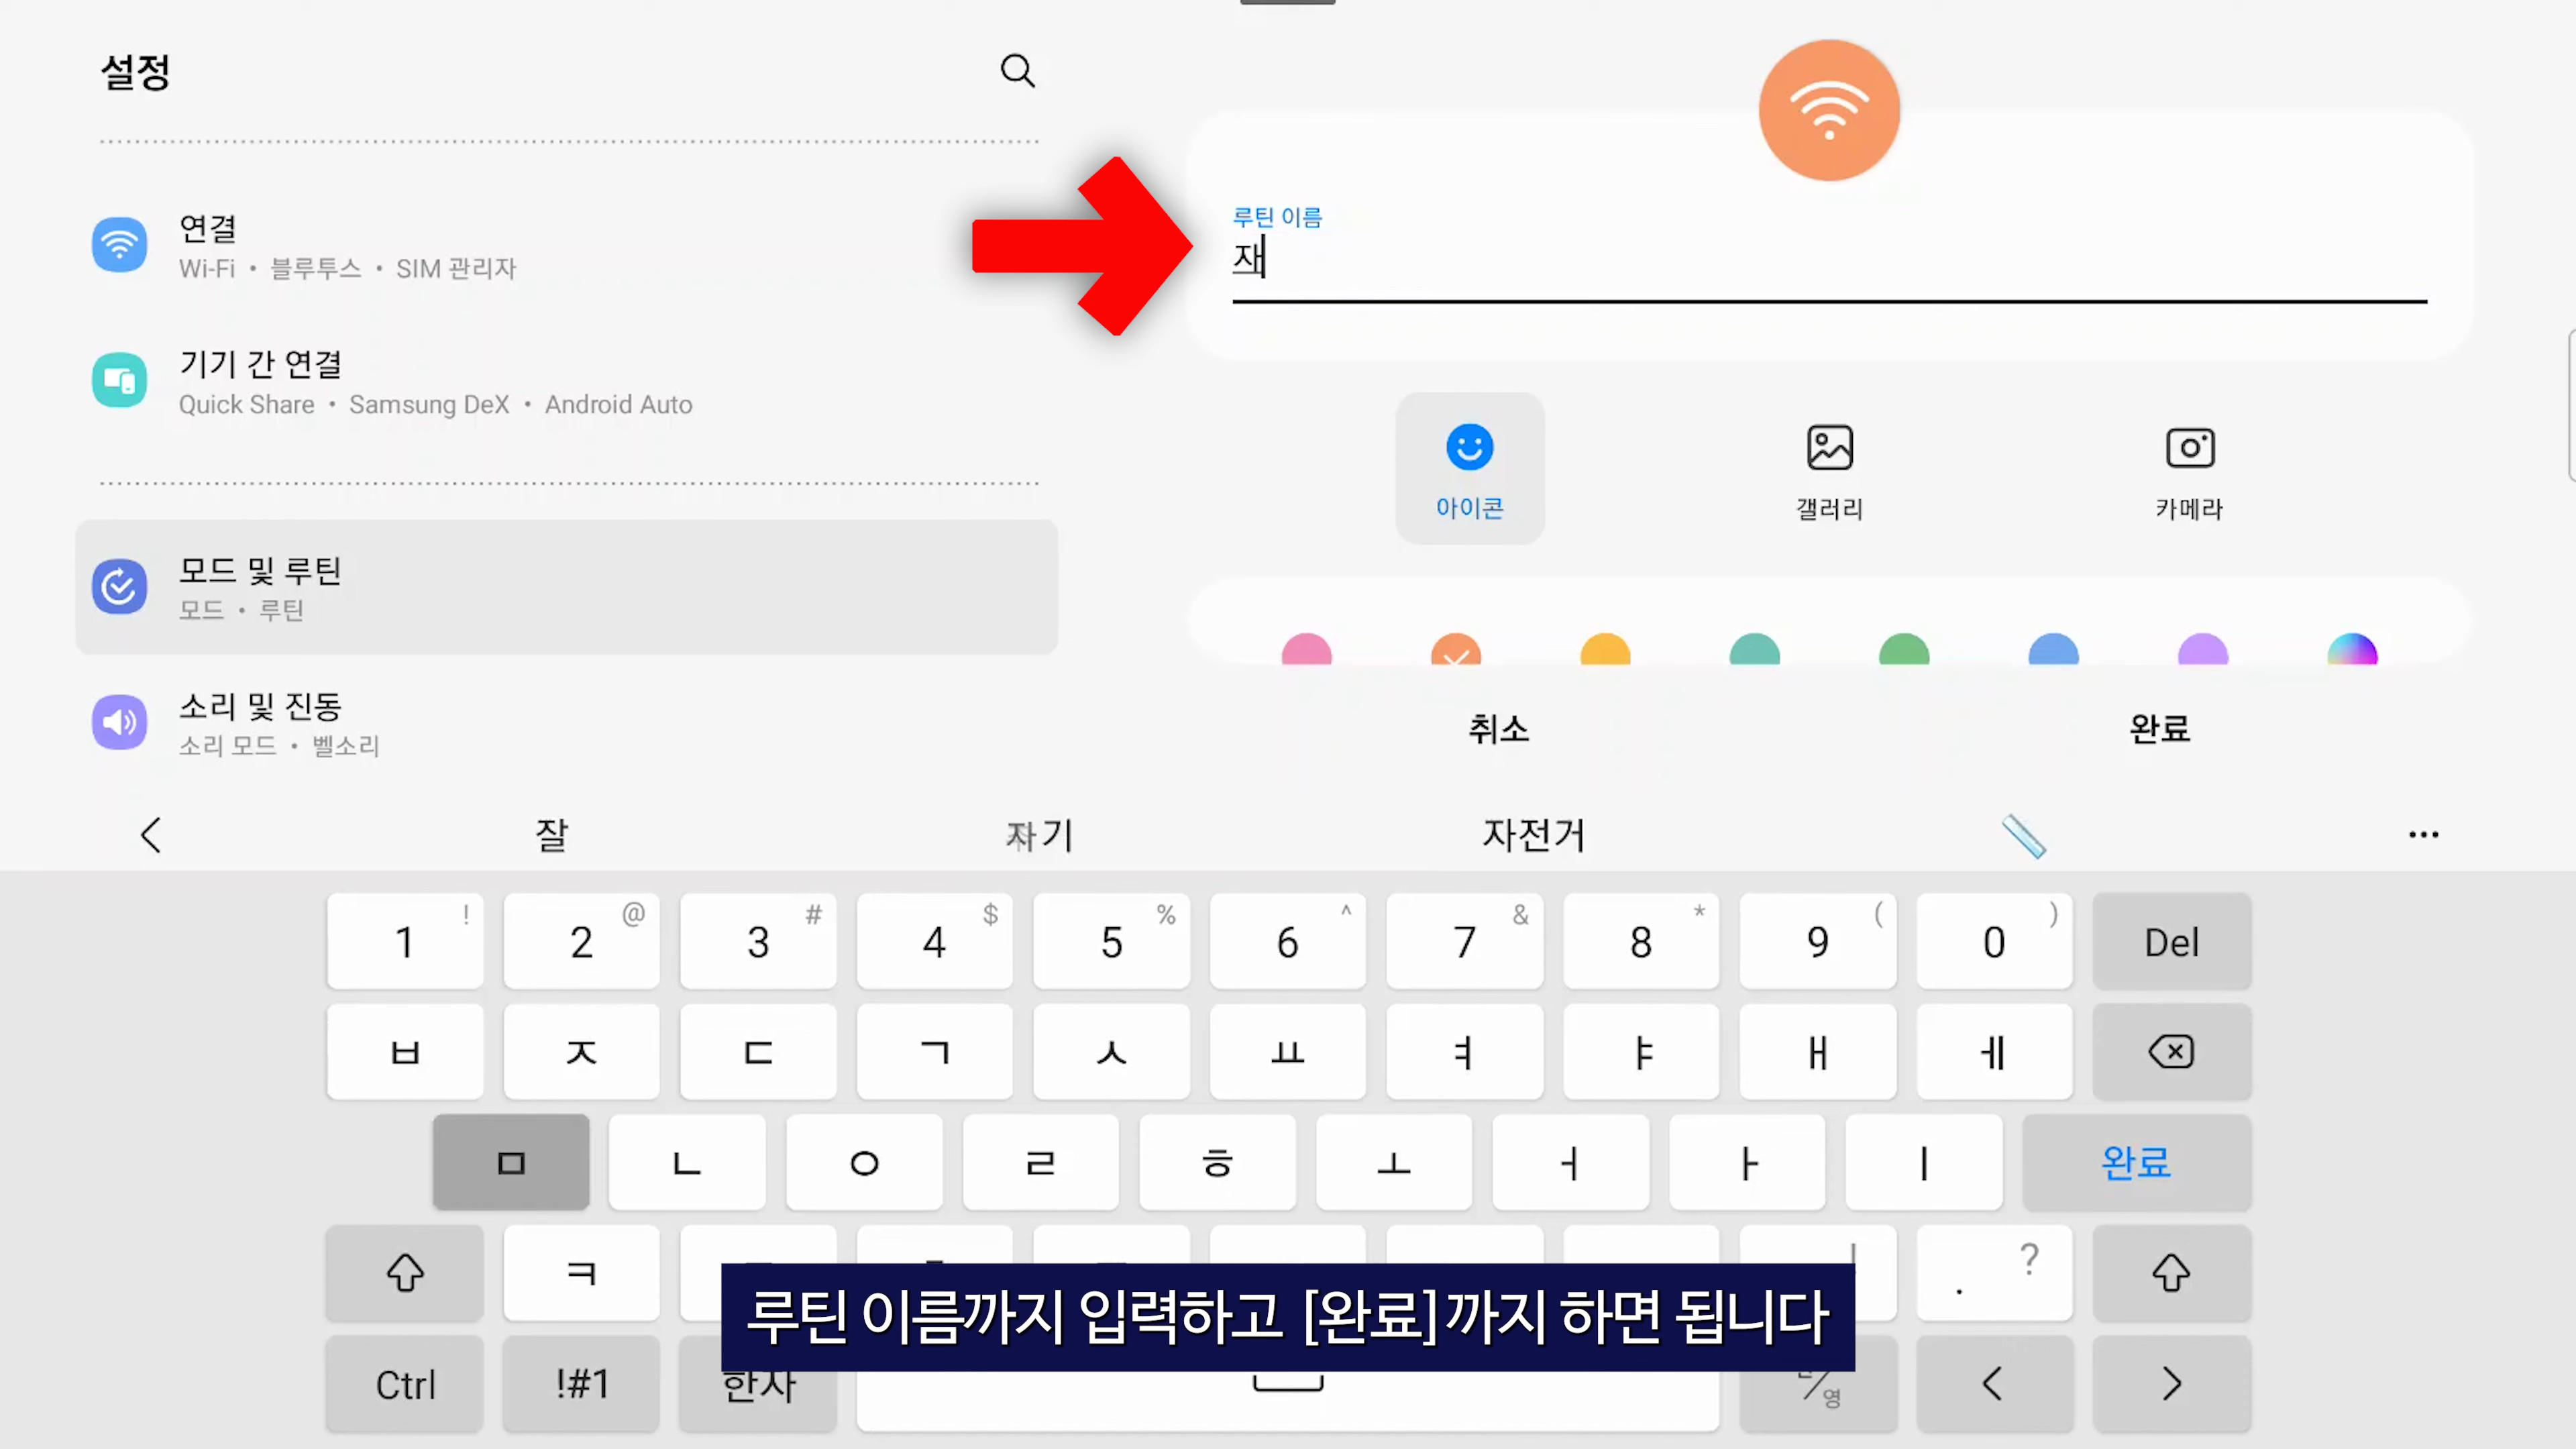 설정
연결
Wi-Fi • 블루투스 • SIM 관리자
기기 간 연결
Quick Share • Samsung DeX • Android Auto
모드 및 루틴
모드 • 루틴
소리 및 진동
소리 모드 • 벨소리
루틴 이름
재
아이콘
갤러리
카메라
취소
완료
잘
자기
자전거
1 ! 2 @ 3 # 4 $ 5 % 6 ^ 7 & 8 * 9 ( 0 ) Del
ㅂ ㅈ ㄷ ㄱ ㅅ ㅛ ㅕ ㅑ ㅐ ㅔ
ㅁ ㄴ ㅇ ㄹ ㅎ ㅗ ㅓ ㅏ ㅣ 완료
ㅋ . ?
루틴 이름까지 입력하고 [완료]까지 하면 됩니다
Ctrl !#1 한자 영